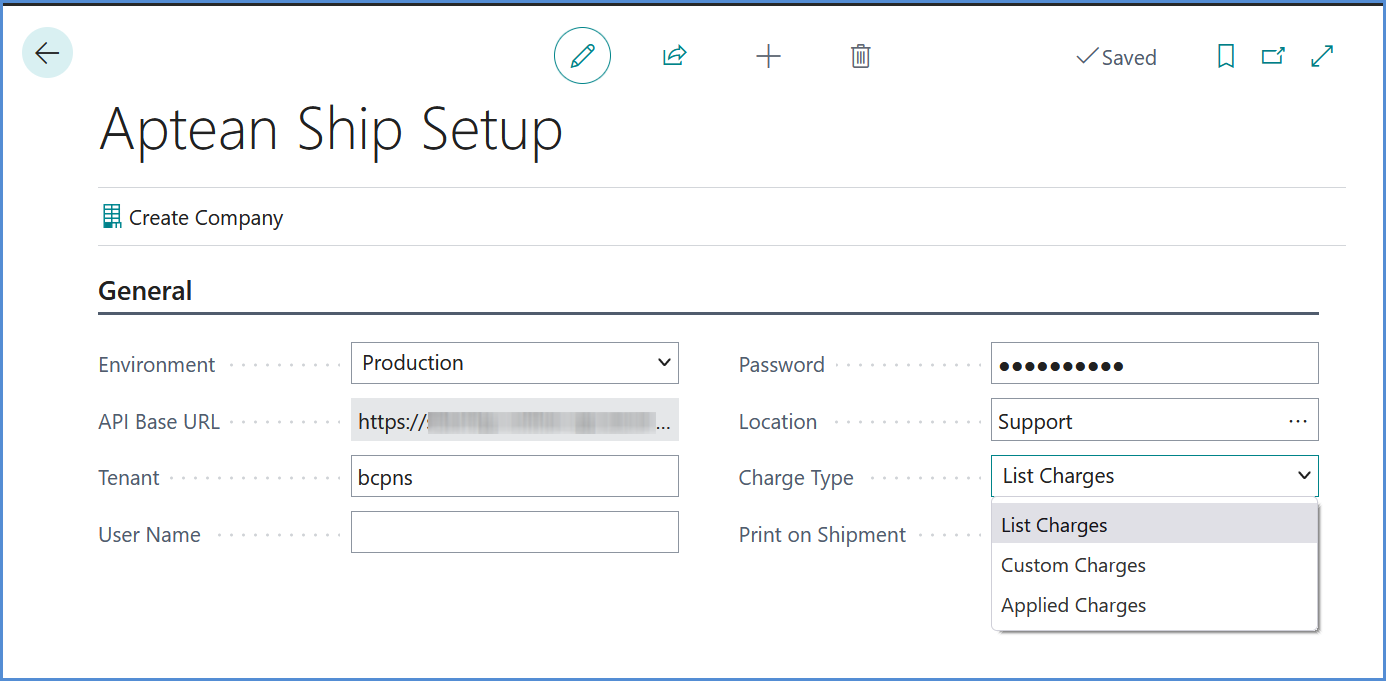 Saved
Aptean Ship Setup
Create Company
General
Environment Production
API Base URL https://
Tenant bcpns
User Name
Password ●●●●●●●●●●
Location Support ...
Charge Type List Charges
List Charges
Custom Charges
Applied Charges
Print on Shipment